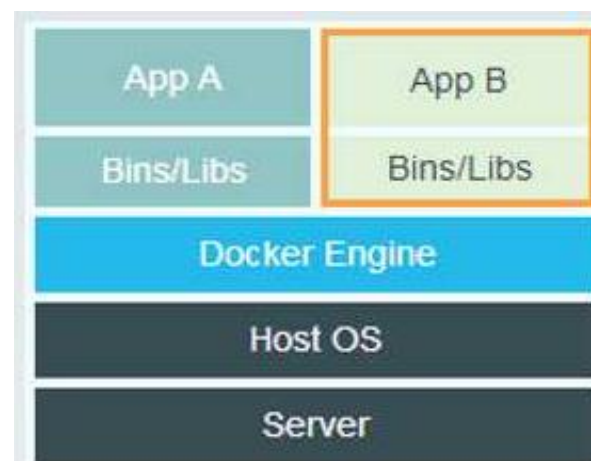 App A
App B
Bins/Libs
Bins/Libs
Docker Engine
Host OS
Server